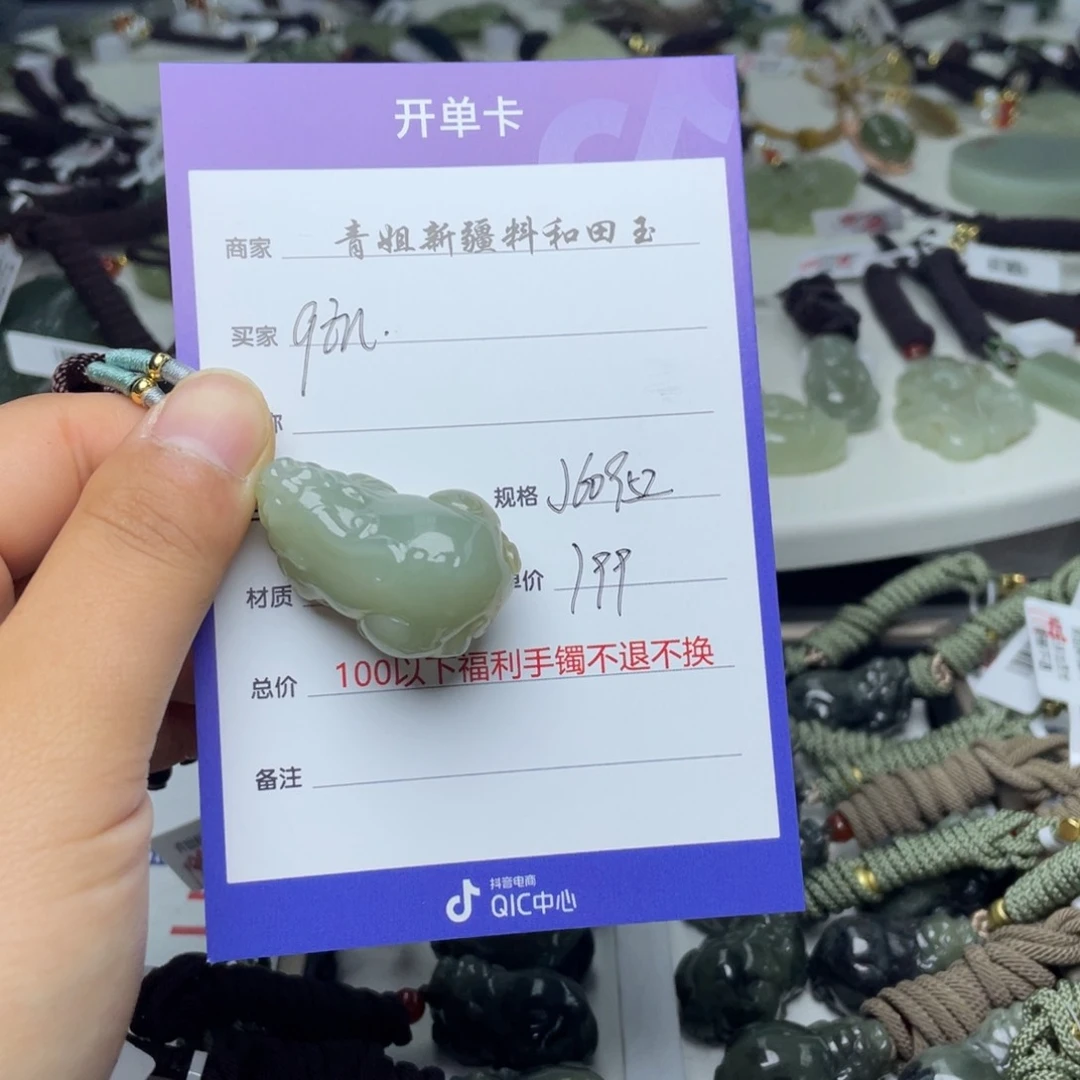 开单卡
商家 青姐新疆料和田玉
买家
规格
材质
单价 199
总价 100以下福利手镯不退不换
备注
抖音电商
QIC中心